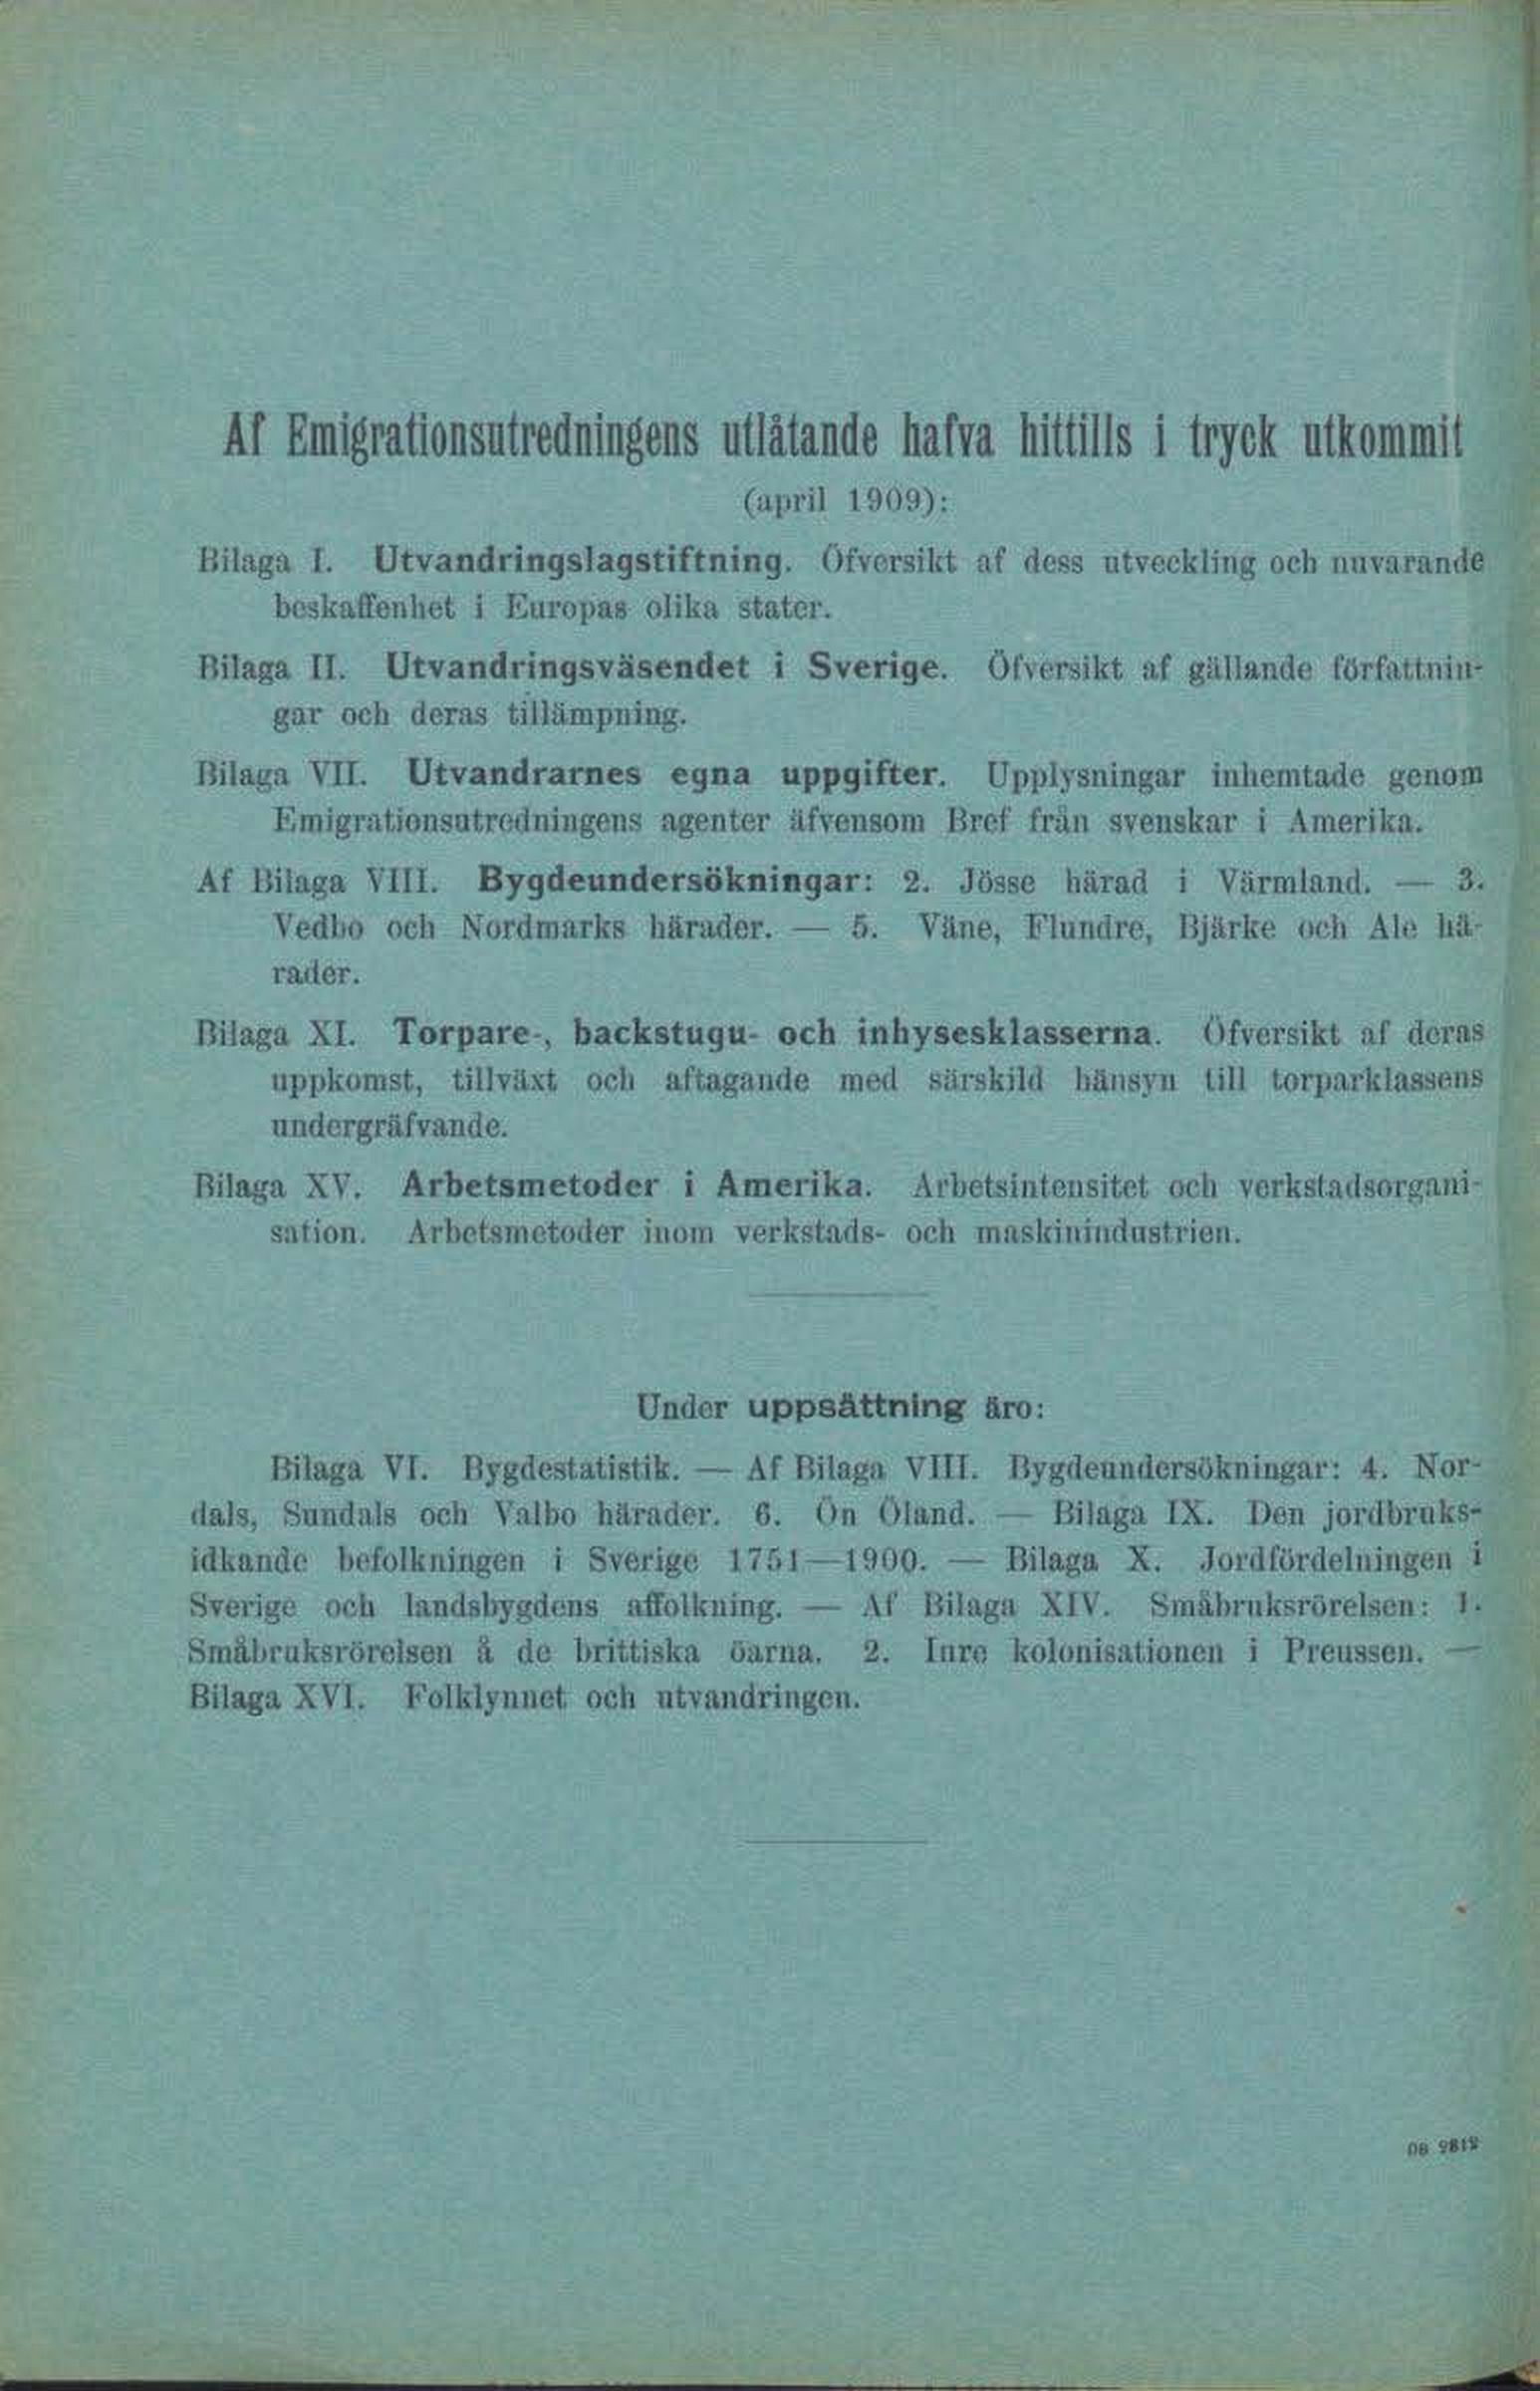 Af Emigrationsutredningens utlåtande hafva hittills i tryck utkommit
(april 1909):
Bilaga I. Utvandringslagstiftning. Öfversikt af dess utveckling och nuvarande
beskaffenhet i Europas olika stater.
Bilaga II. Utvandringsväsendet i Sverige. Öfversikt af gällande författnin-
gar och deras tillämpning.
Bilaga VII. Utvandrarnes egna uppgifter. Upplysningar inhemtade genom
Emigrationsutredningens agenter äfvensom Bref från svenskar i Amerika.
Af Bilaga VIII. Bygdeundersökningar: 2. Jösse härad i Värmland. — 3.
Vedbo och Nordmarks härader. — 5. Väne, Flundre, Bjärke och Ale hä-
rader.
Bilaga XI. Torpare-, backstugu- och inhysesklasserna. Öfversikt af deras
uppkomst, tillväxt och aftagande med särskild hänsyn till torparklassens
undergräfvande.
Bilaga XV. Arbetsmetoder i Amerika. Arbetsintensitet och verkstadsorgani-
sation. Arbetsmetoder inom verkstads- och maskinindustrien.
Under uppsättning äro:
Bilaga VI. Bygdestatistik. — Af Bilaga VIII. Bygdeundersökningar: 4. Nor-
dals, Sundals och Valbo härader. 6. Ön Öland. — Bilaga IX. Den jordbruks-
idkande befolkningen i Sverige 1751—1900. — Bilaga X. Jordfördelningen i
Sverige och landsbygdens affolkning. — Af Bilaga XIV. Småbruksrörelsen: 1.
Småbruksrörelsen å de brittiska öarna. 2. Inre kolonisationen i Preussen. —
Bilaga XVI. Folklynnet och utvandringen.